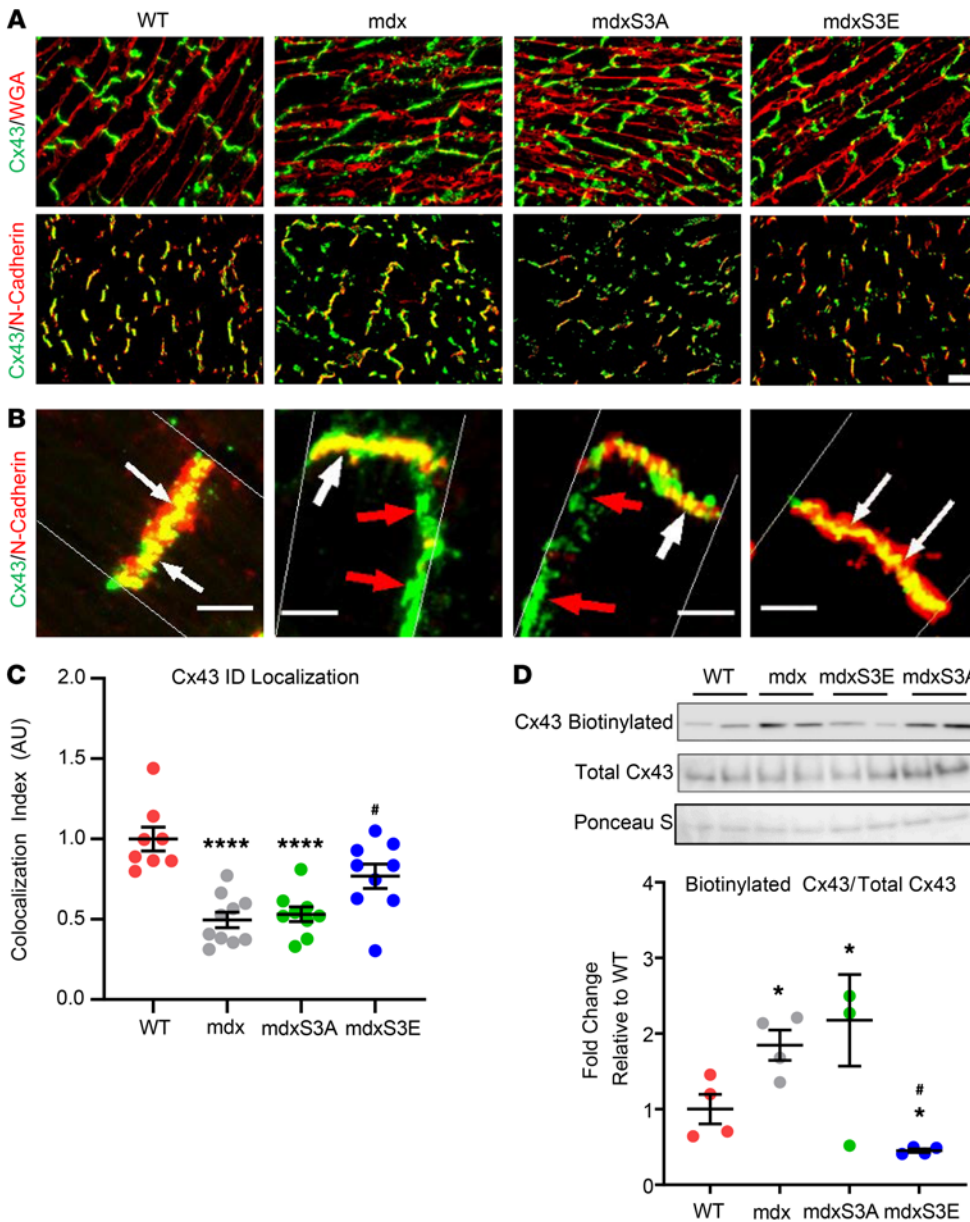 A
WT mdx mdxS3A mdxS3E
Cx43/WGA
Cx43/N-Cadherin
B
Cx43/N-Cadherin
C
Cx43 ID Localization
Colocalization Index (AU)
2.0
1.5
1.0
0.5
0.0
**** **** #
WT mdx mdxS3A mdxS3E
D
WT mdx mdxS3E mdxS3A
Cx43 Biotinylated
Total Cx43
Ponceau S
Biotinylated Cx43/Total Cx43
Fold Change
Relative to WT
4
3
2
1
0
* * # *
WT mdx mdxS3A mdxS3E